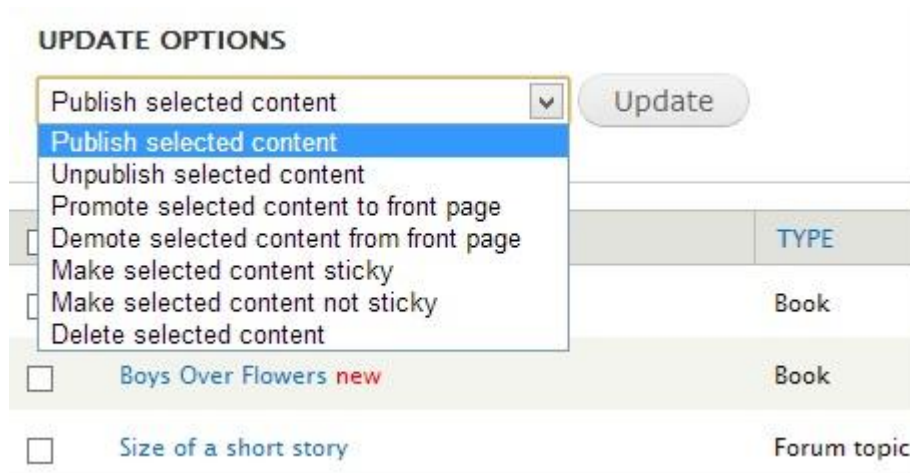 UPDATE OPTIONS
Publish selected content Update
Publish selected content
Unpublish selected content
Promote selected content to front page
Demote selected content from front page
Make selected content sticky
Make selected content not sticky
Delete selected content
TYPE
Book
Boys Over Flowers new Book
Size of a short story Forum topic